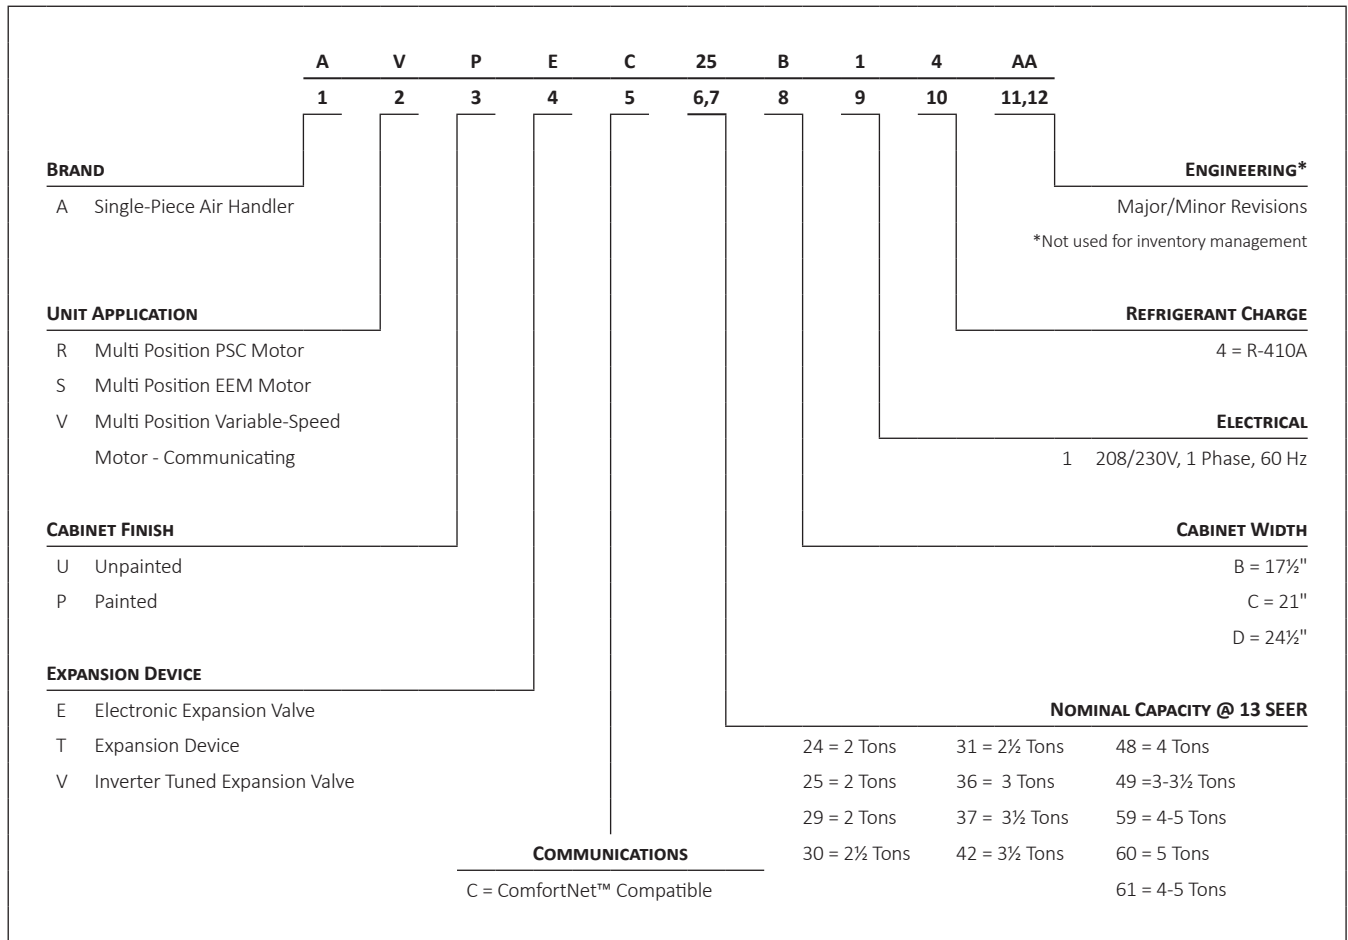 A V P E C 25 B 1 4 AA
1 2 3 4 5 6,7 8 9 10 11,12
BRAND
A Single-Piece Air Handler
UNIT APPLICATION
R Multi Position PSC Motor
S Multi Position EEM Motor
V Multi Position Variable-Speed
Motor - Communicating
CABINET FINISH
U Unpainted
P Painted
EXPANSION DEVICE
E Electronic Expansion Valve
T Expansion Device
V Inverter Tuned Expansion Valve
COMMUNICATIONS
C = ComfortNet™ Compatible
ENGINEERING*
Major/Minor Revisions
*Not used for inventory management
REFRIGERANT CHARGE
4 = R-410A
ELECTRICAL
1 208/230V, 1 Phase, 60 Hz
CABINET WIDTH
B = 17½"
C = 21"
D = 24½"
NOMINAL CAPACITY @ 13 SEER
24 = 2 Tons 31 = 2½ Tons 48 = 4 Tons
25 = 2 Tons 36 = 3 Tons 49 =3-3½ Tons
29 = 2 Tons 37 = 3½ Tons 59 = 4-5 Tons
30 = 2½ Tons 42 = 3½ Tons 60 = 5 Tons
61 = 4-5 Tons